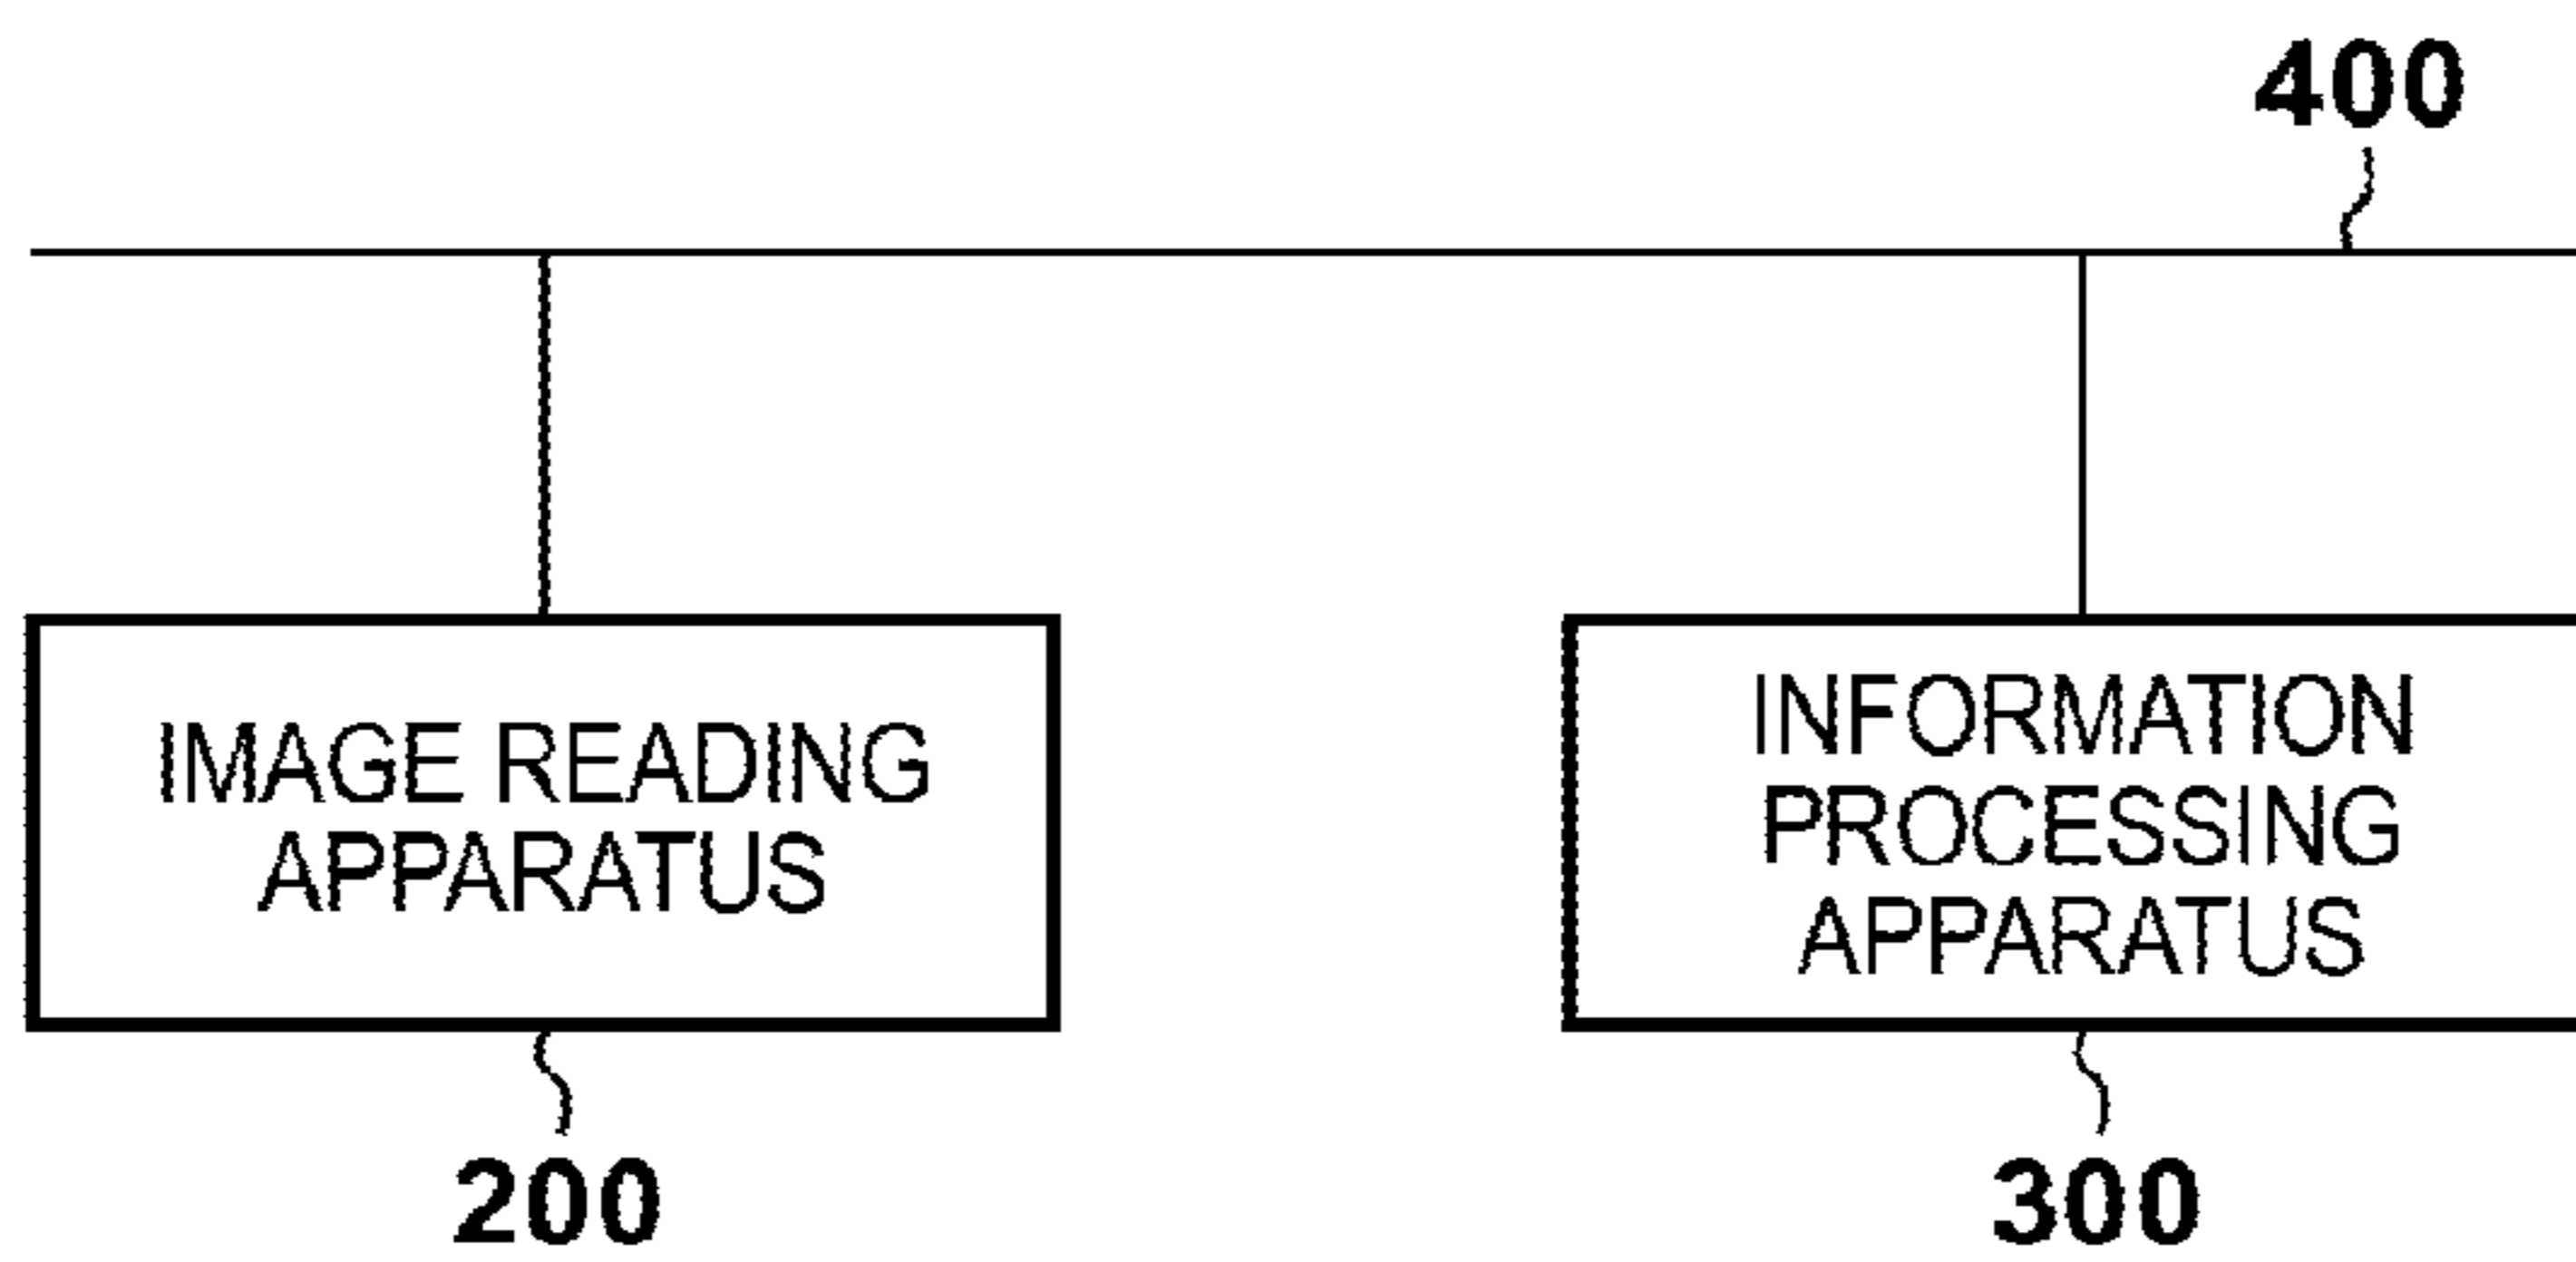 400
IMAGE READING
APPARATUS
INFORMATION
PROCESSING
APPARATUS
200
300